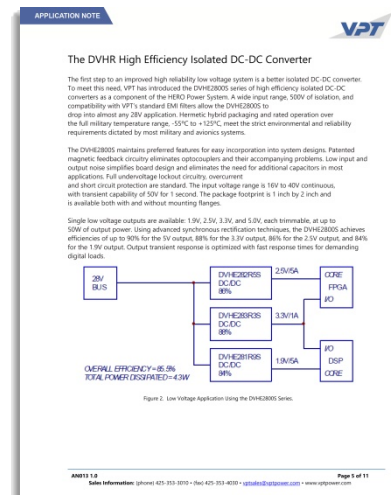 APPLICATION NOTE
VPT
The DVHR High Efficiency Isolated DC-DC Converter
The first step to an improved high reliability low voltage system is a better isolated DC-DC converter.
To meet this need, VPT has introduced the DVHE2800S series of high efficiency isolated DC-DC
converters as a component of the HERO Power System. A wide input range, 500V of isolation, and
compatibility with VPT's standard EMI filters allow the DVHE2800S to
drop into almost any 28V application. Hermetic hybrid packaging and rated operation over
the full military temperature range, -55°C to +125°C, meet the strict environmental and reliability
requirements dictated by most military and avionics systems.
The DVHE2800S maintains preferred features for easy incorporation into system designs. Patented
magnetic feedback circuitry eliminates optocouplers and their accompanying problems. Low input and
output noise simplifies board design and eliminates the need for additional capacitors in most
applications. Full undervoltage lockout circuitry, overcurrent
and short circuit protection are standard. The input voltage range is 16V to 40V continuous,
with transient capability of 50V for 1 second. The package footprint is 1 inch by 2 inch and
is available both with and without mounting flanges.
Single low voltage outputs are available: 1.9V, 2.5V, 3.3V, and 5.0V, each trimmable, at up to
50W of output power. Using advanced synchronous rectification techniques, the DVHE2800S achieves
efficiencies of up to 90% for the 5V output, 88% for the 3.3V output, 86% for the 2.5V output, and 84%
for the 1.9V output. Output transient response is optimized with fast response times for demanding
digital loads.
28V
BUS
DVHE282R5S
DC/DC
86%
2.5V/5A
CORE
FPGA
I/O
DVHE283R3S
DC/DC
88%
3.3V/1A
DVHE281R9S
DC/DC
84%
1.9V/5A
I/O
DSP
CORE
OVERALL EFFICIENCY = 85.5%
TOTAL POWER DISSIPATED = 4.3W
Figure 2. Low Voltage Application Using the DVHE2800S Series.
AN013 1.0
Page 5 of 11
Sales Information: (phone) 425-353-3010 • (fax) 425-353-4030 • vptsales@vptpower.com • www.vptpower.com